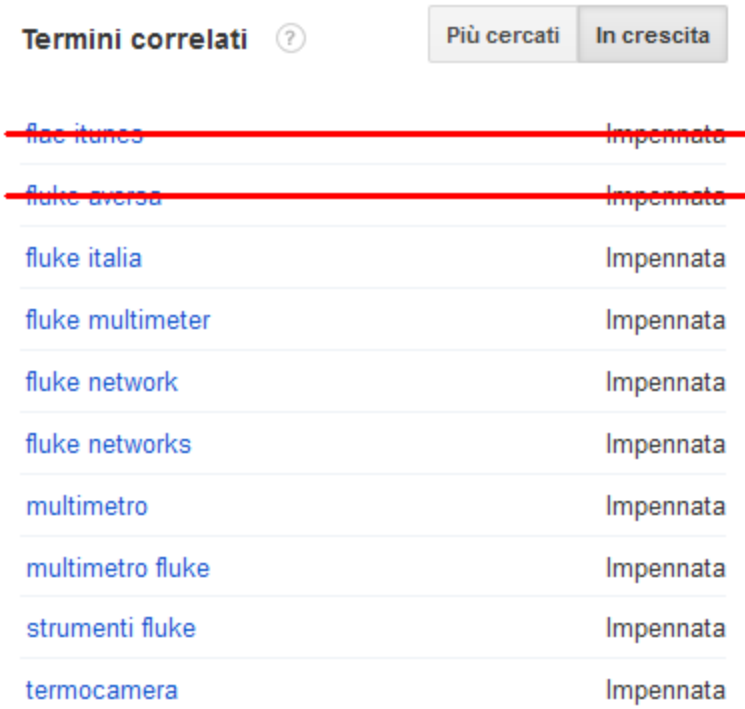 Termini correlati ?
Più cercati In crescita
flac itunes Impennata
fluke aversa Impennata
fluke italia Impennata
fluke multimeter Impennata
fluke network Impennata
fluke networks Impennata
multimetro Impennata
multimetro fluke Impennata
strumenti fluke Impennata
termocamera Impennata